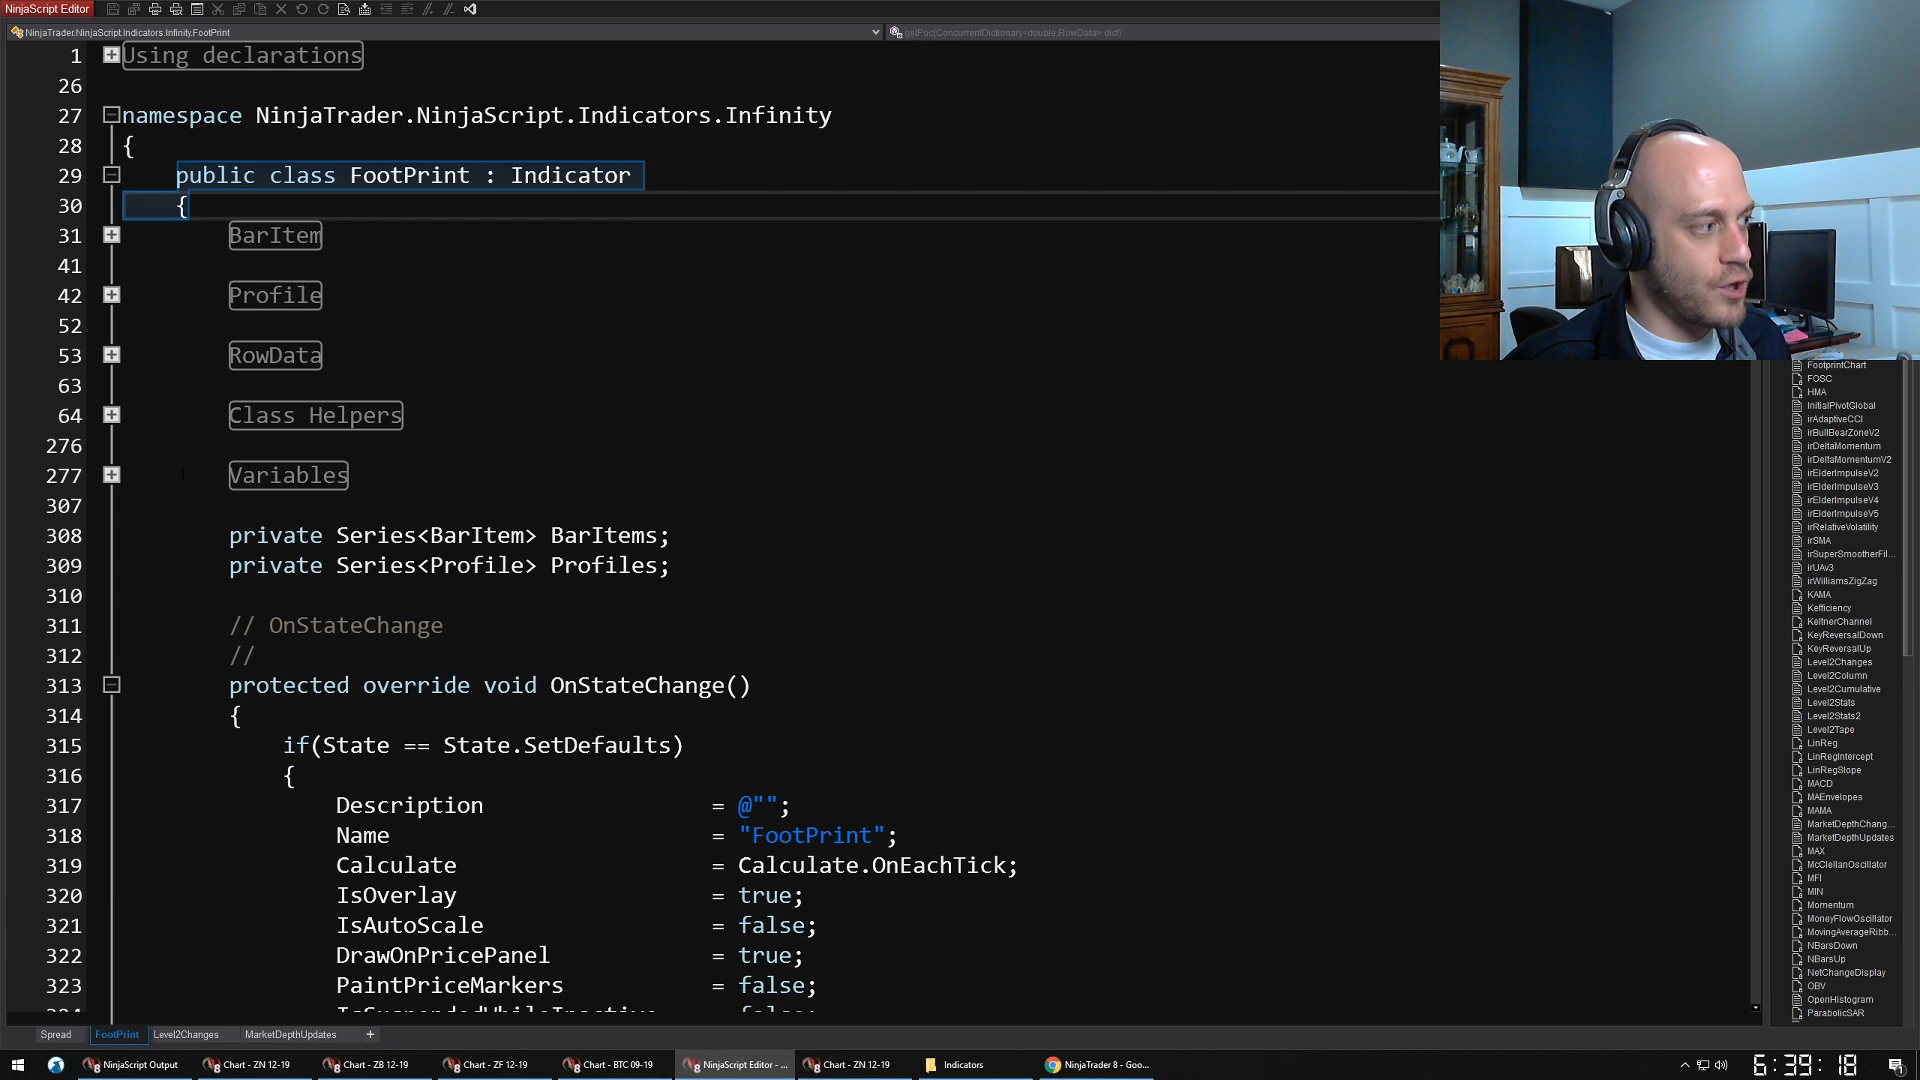 NinjaScript Editor
NinjaTrader.NinjaScript.Indicators.Infinity.FootPrint
getPoc(ConcurrentDictionary<double,RowData> dict)
1 Using declarations
26
27 namespace NinjaTrader.NinjaScript.Indicators.Infinity
28 {
29 public class FootPrint : Indicator
30 {
31 BarItem
41
42 Profile
52
53 RowData
63
64 Class Helpers
276
277 Variables
307
308 private Series<BarItem> BarItems;
309 private Series<Profile> Profiles;
310
311 // OnStateChange
312 //
313 protected override void OnStateChange()
314 {
315 if(State == State.SetDefaults)
316 {
317 Description = @"";
318 Name = "FootPrint";
319 Calculate = Calculate.OnEachTick;
320 IsOverlay = true;
321 IsAutoScale = false;
322 DrawOnPricePanel = true;
323 PaintPriceMarkers = false;
FootprintChart
FOSC
HMA
InitialPivotGlobal
irAdaptiveCCI
irBullBearZoneV2
irDeltaMomentum
irDeltaMomentumV2
irElderImpulseV2
irElderImpulseV3
irElderImpulseV4
irElderImpulseV5
irRelativeVolatility
irSMA
irSuperSmootherFil...
irUAv3
irWilliamsZigZag
KAMA
Kefficiency
KeltnerChannel
KeyReversalDown
KeyReversalUp
Level2Changes
Level2Column
Level2Cumulative
Level2Stats
Level2Stats2
Level2Tape
LinReg
LinRegIntercept
LinRegSlope
MACD
MAEnvelopes
MAMA
MarketDepthChang...
MarketDepthUpdates
MAX
McClellanOscillator
MFI
MIN
Momentum
MoneyFlowOscillator
MovingAverageRibb...
NBarsDown
NBarsUp
NetChangeDisplay
OBV
OpenHistogram
ParabolicSAR
Spread FootPrint Level2Changes MarketDepthUpdates +
NinjaScript Output Chart - ZN 12-19 Chart - ZB 12-19 Chart - ZF 12-19 Chart - BTC 09-19 NinjaScript Editor - ... Chart - ZN 12-19 Indicators NinjaTrader 8 - Goo... 6:39:18